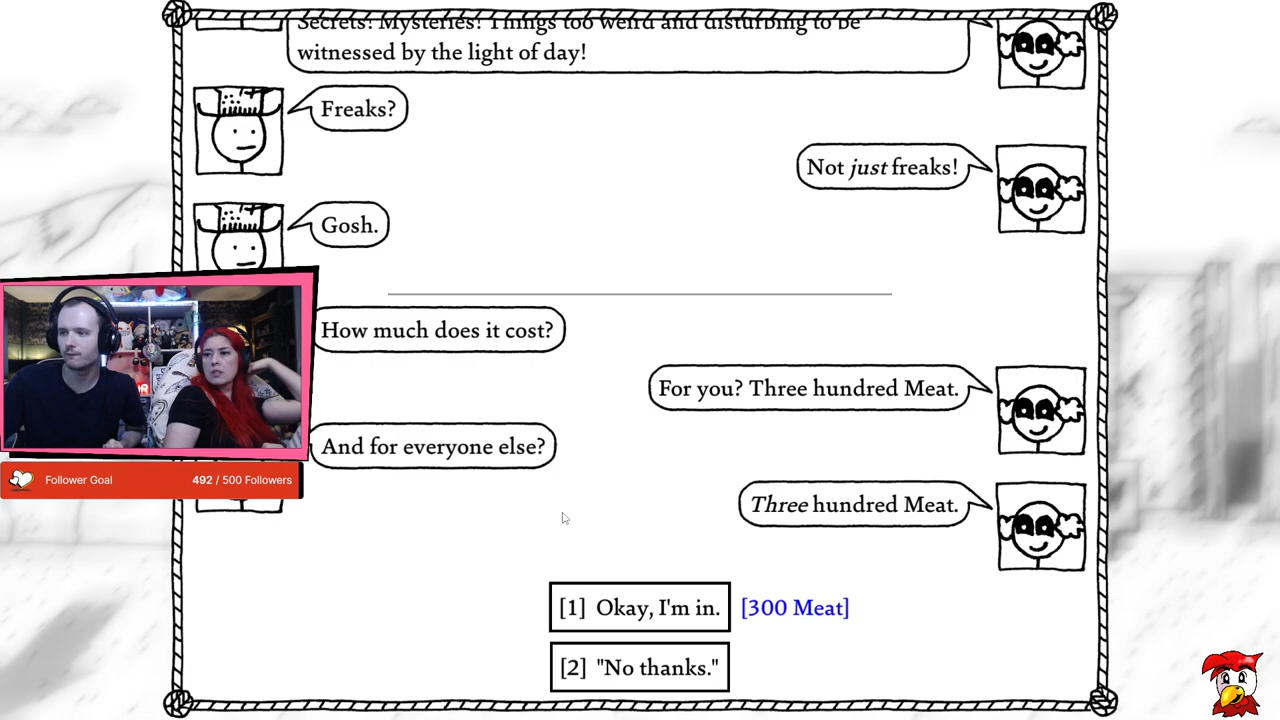 Secrets! Mysteries! Things too weird and disturbing to be
witnessed by the light of day!
Freaks?
Not just freaks!
Gosh.
How much does it cost?
For you? Three hundred Meat.
And for everyone else?
Three hundred Meat.
[1] Okay, I'm in. [300 Meat]
[2] "No thanks."
Follower Goal 492 / 500 Followers